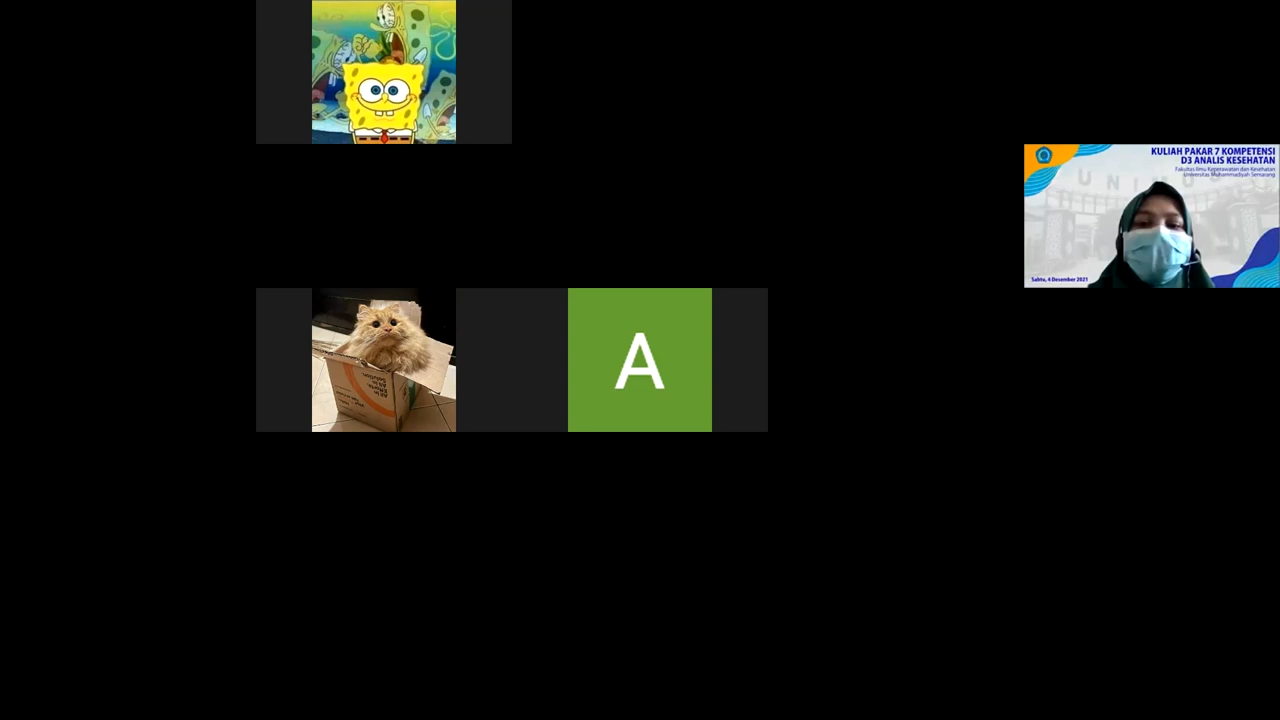 KULIAH PAKAR 7 KOMPETENSI
D3 ANALIS KESEHATAN
Fakultas Ilmu Keperawatan dan Kesehatan
Universitas Muhammadiyah Semarang
UNIMUS
Sabtu, 4 Desember 2021
A